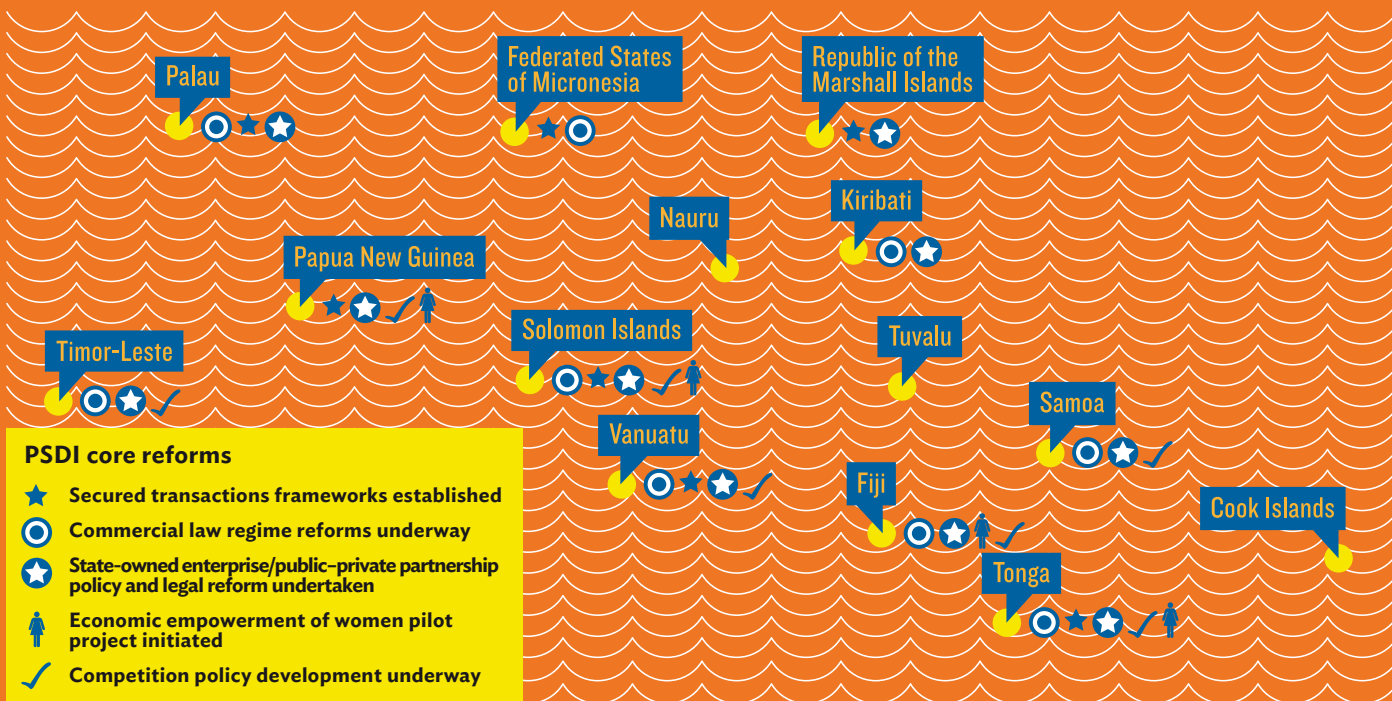 Palau
Federated States
of Micronesia
Republic of the
Marshall Islands
Nauru
Kiribati
Papua New Guinea
Solomon Islands
Tuvalu
Timor-Leste
Samoa
Vanuatu
Fiji
Cook Islands
Tonga
PSDI core reforms
Secured transactions frameworks established
Commercial law regime reforms underway
State-owned enterprise/public–private partnership
policy and legal reform undertaken
Economic empowerment of women pilot
project initiated
Competition policy development underway